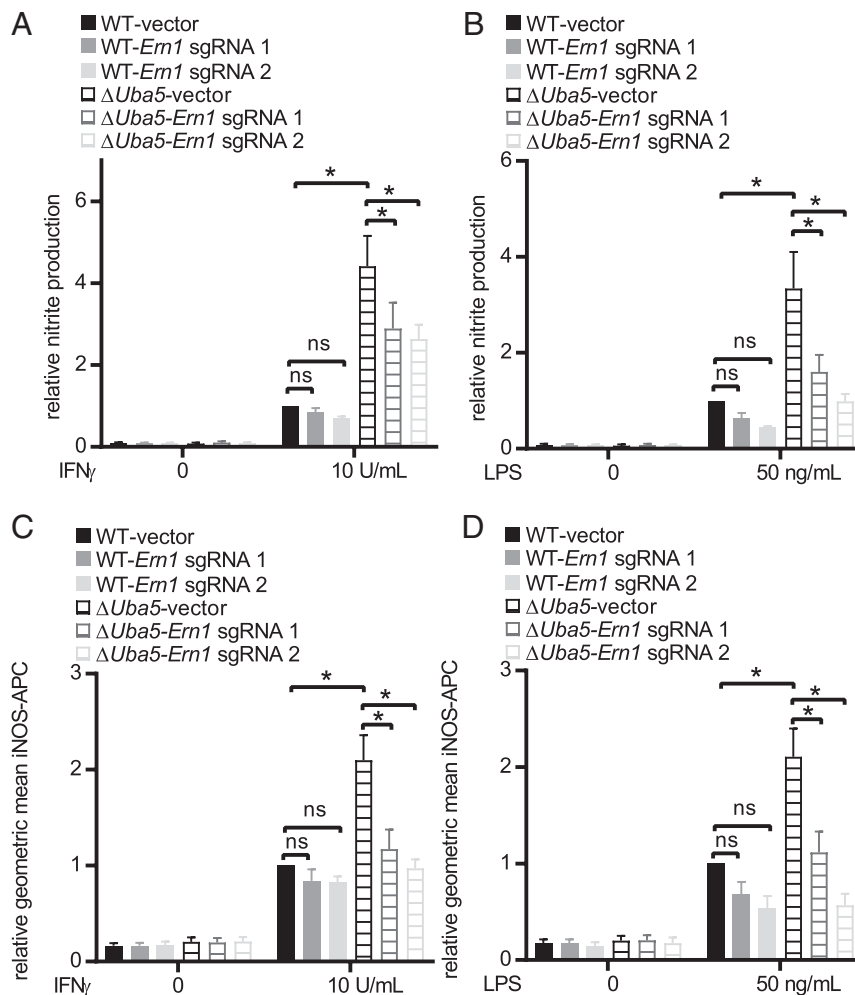 A
WT-vector
WT-Ern1 sgRNA 1
WT-Ern1 sgRNA 2
ΔUba5-vector
ΔUba5-Ern1 sgRNA 1
ΔUba5-Ern1 sgRNA 2
relative nitrite production
6
4
2
0
*
*
*
ns
ns
IFNγ
0
10 U/mL
B
WT-vector
WT-Ern1 sgRNA 1
WT-Ern1 sgRNA 2
ΔUba5-vector
ΔUba5-Ern1 sgRNA 1
ΔUba5-Ern1 sgRNA 2
relative nitrite production
6
4
2
0
*
*
*
ns
ns
LPS
0
50 ng/mL
C
WT-vector
WT-Ern1 sgRNA 1
WT-Ern1 sgRNA 2
ΔUba5-vector
ΔUba5-Ern1 sgRNA 1
ΔUba5-Ern1 sgRNA 2
relative geometric mean iNOS-APC
3
2
1
0
*
*
*
ns
ns
IFNγ
0
10 U/mL
D
WT-vector
WT-Ern1 sgRNA 1
WT-Ern1 sgRNA 2
ΔUba5-vector
ΔUba5-Ern1 sgRNA 1
ΔUba5-Ern1 sgRNA 2
relative geometric mean iNOS-APC
3
2
1
0
*
*
*
ns
ns
LPS
0
50 ng/mL